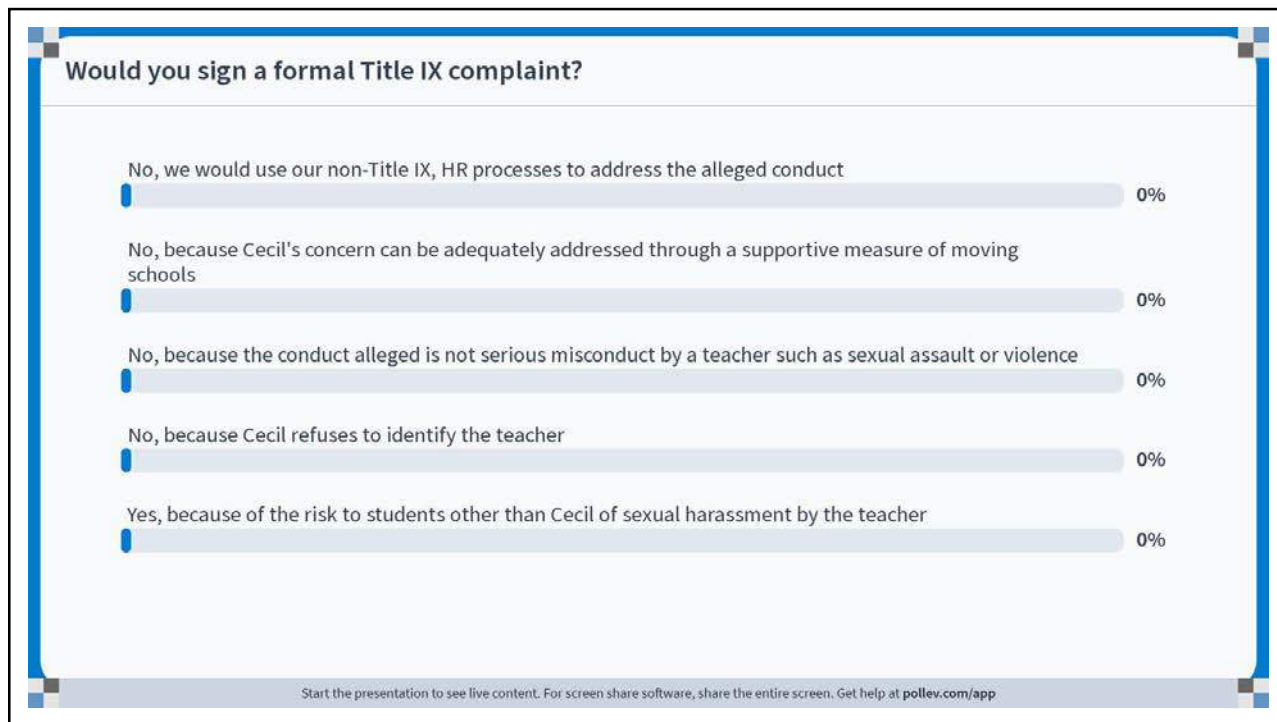 Would you sign a formal Title IX complaint?
No, we would use our non-Title IX, HR processes to address the alleged conduct
0%
No, because Cecil's concern can be adequately addressed through a supportive measure of moving
schools
0%
No, because the conduct alleged is not serious misconduct by a teacher such as sexual assault or violence
0%
No, because Cecil refuses to identify the teacher
0%
Yes, because of the risk to students other than Cecil of sexual harassment by the teacher
0%
Start the presentation to see live content. For screen share software, share the entire screen. Get help at pollev.com/app